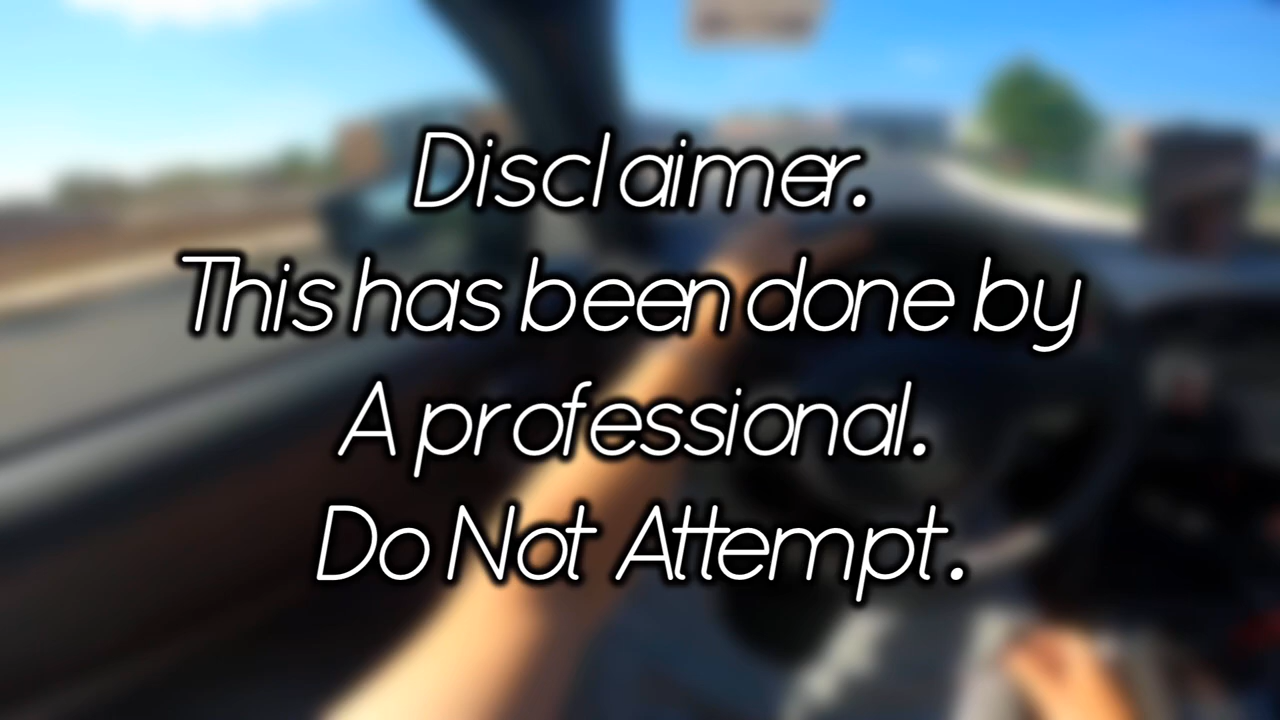 Disclaimer.
This has been done by
A professional.
Do Not Attempt.